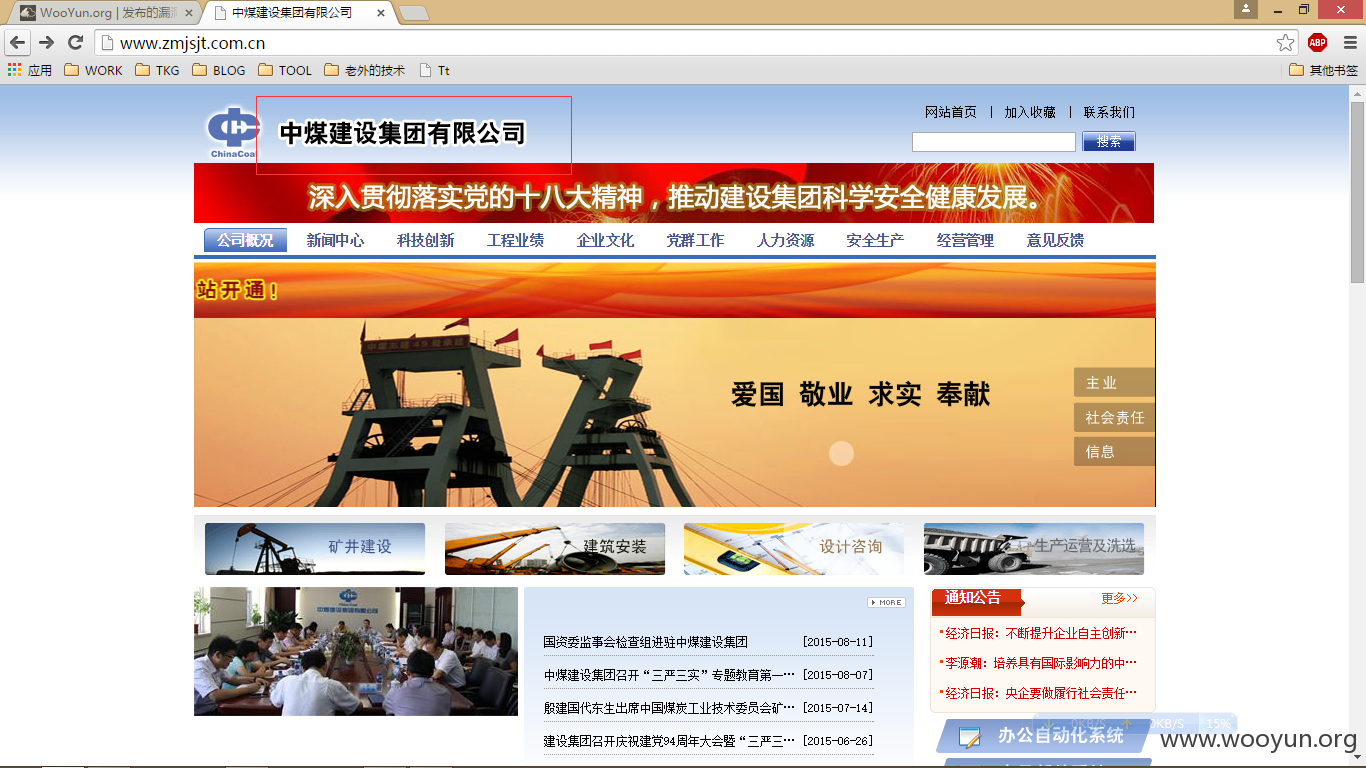 WooYun.org | 发布的漏
中煤建设集团有限公司
www.zmjsjt.com.cn
ABP
应用 WORK TKG BLOG TOOL 老外的技术 Tt 其他书签
ChinaCoal
中煤建设集团有限公司
网站首页 | 加入收藏 | 联系我们
搜索
深入贯彻落实党的十八大精神，推动建设集团科学安全健康发展。
公司概况 新闻中心 科技创新 工程业绩 企业文化 党群工作 人力资源 安全生产 经营管理 意见反馈
站开通！
爱国 敬业 求实 奉献
主业
社会责任
信息
矿井建设 建筑安装 设计咨询 生产运营及洗选
中煤建设集团有限公司
MORE
国资委监事会检查组进驻中煤建设集团 [2015-08-11]
中煤建设集团召开“三严三实”专题教育第一… [2015-08-07]
殷建国代东生出席中国煤炭工业技术委员会矿… [2015-07-14]
建设集团召开庆祝建党94周年大会暨“三严三… [2015-06-26]
通知公告 更多>>
经济日报：不断提升企业自主创新…
李源潮：培养具有国际影响力的中…
经济日报：央企要做履行社会责任…
0KB/S 0KB/S 15%
办公自动化系统
www.wooyun.org